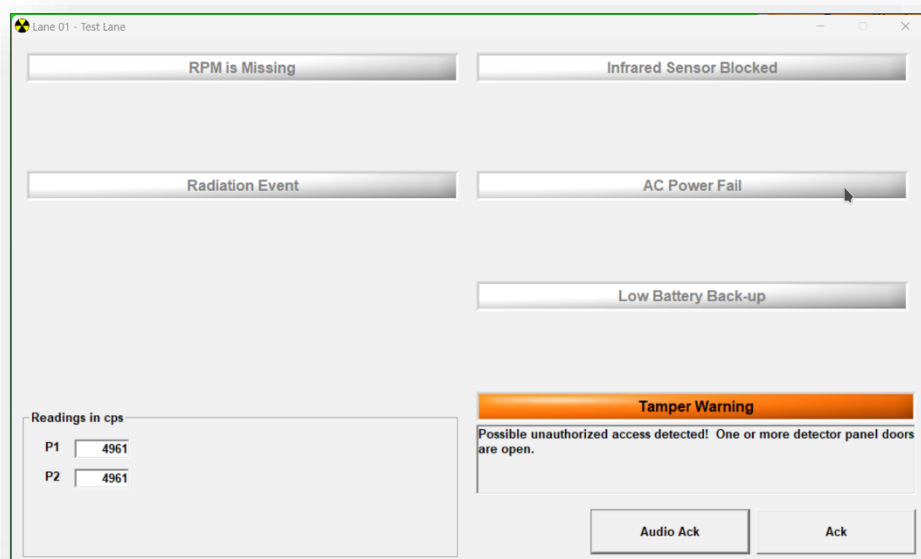 Lane 01 - Test Lane
RPM is Missing
Infrared Sensor Blocked
Radiation Event
AC Power Fail
Low Battery Back-up
Readings in cps
P1 4961
P2 4961
Tamper Warning
Possible unauthorized access detected! One or more detector panel doors
are open.
Audio Ack
Ack